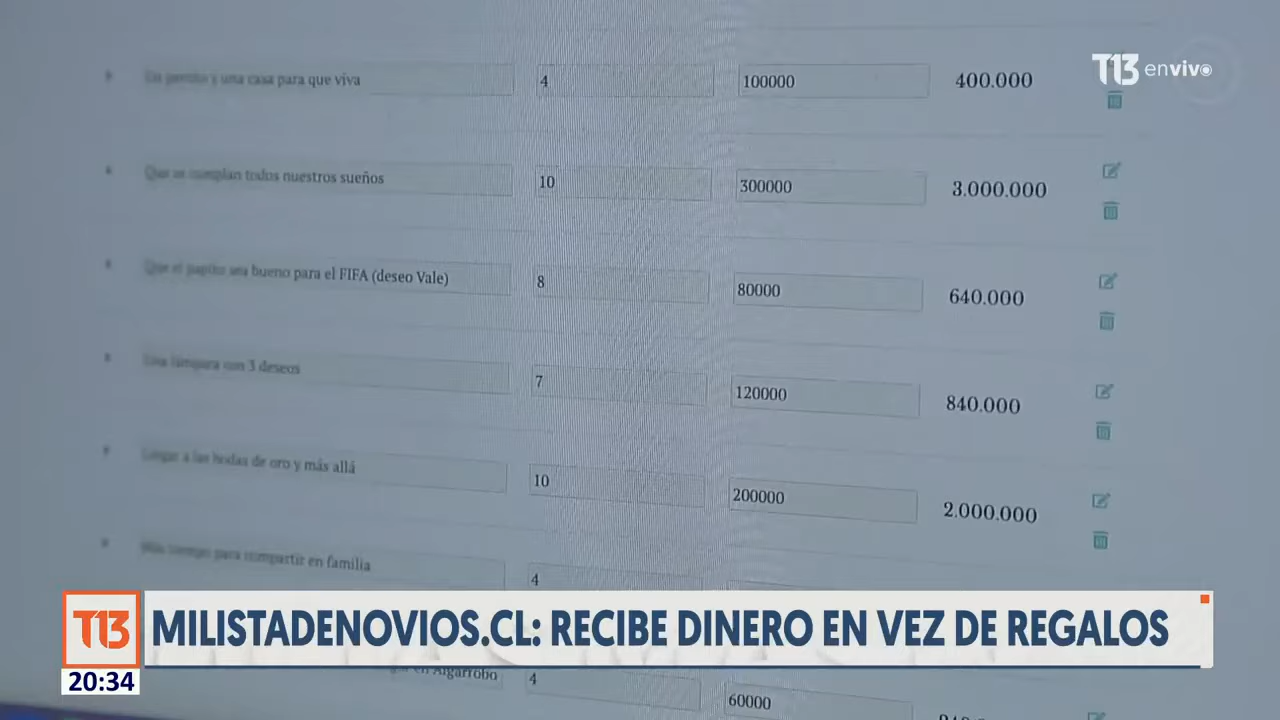 T13 en vivo
una casa para que viva 4 100000 400.000
Que se cumplan todos nuestros sueños 10 300000 3.000.000
Que el papito sea bueno para el FIFA (deseo Vale) 8 80000 640.000
Una lámpara con 3 deseos 7 120000 840.000
Llegar a las bodas de oro y más allá 10 200000 2.000.000
Más tiempo para compartir en familia 4
T13 MILISTADENOVIOS.CL: RECIBE DINERO EN VEZ DE REGALOS
20:34
en Algarrobo 4 60000